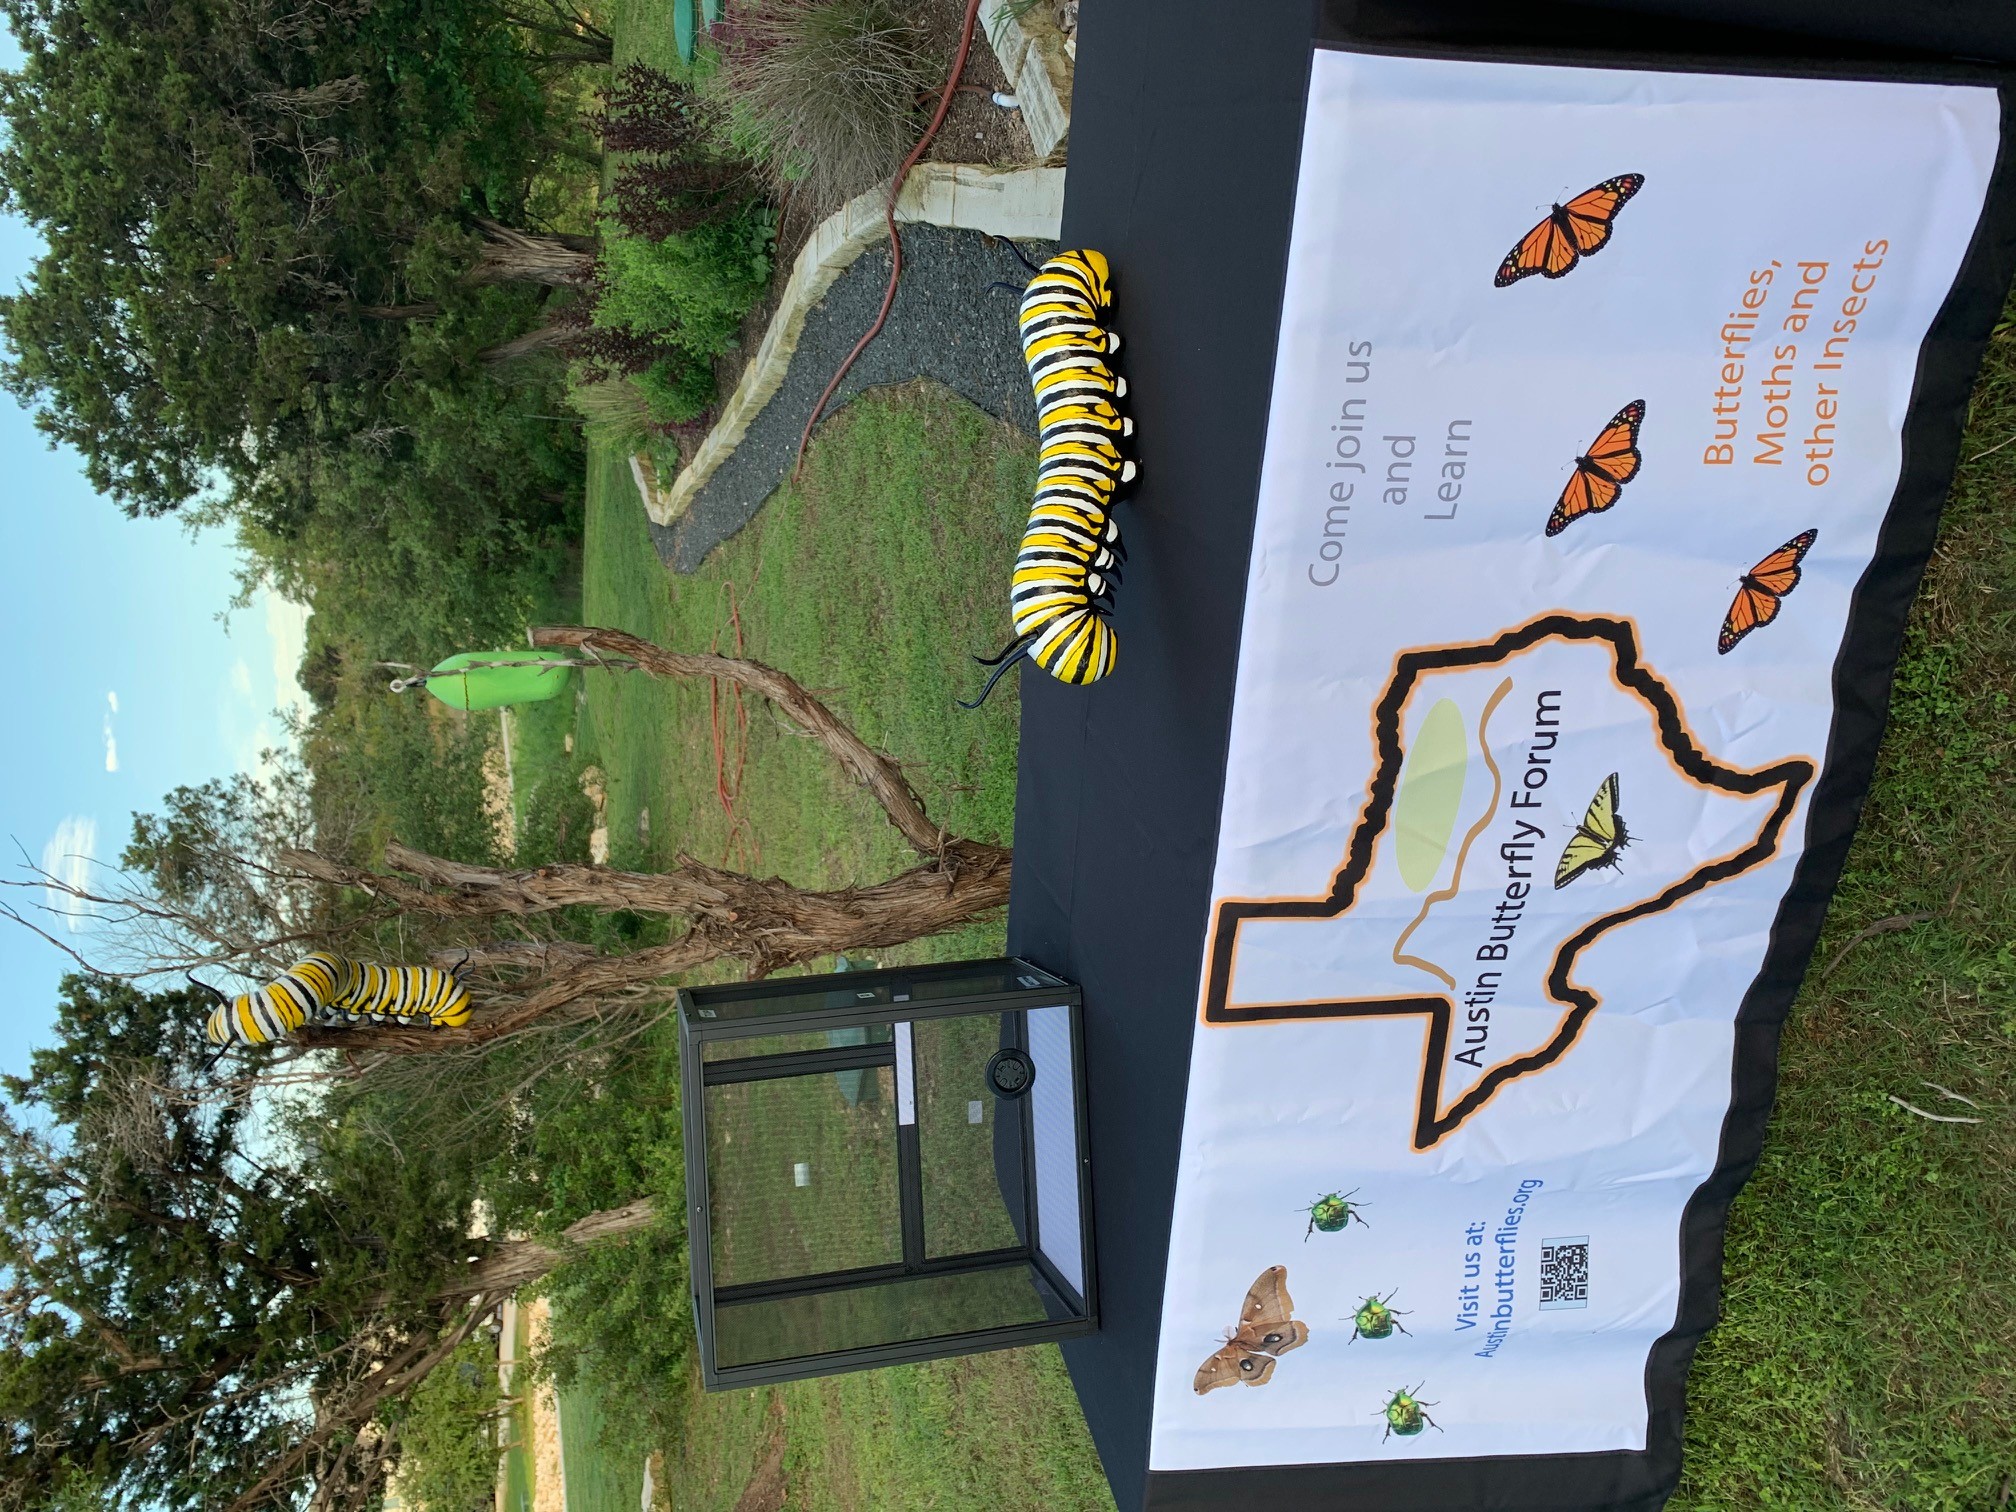 Visit us at:
Austinbutterflies.org
Austin Butterfly Forum
Come join us
and
Learn
Butterflies,
Moths and
other Insects